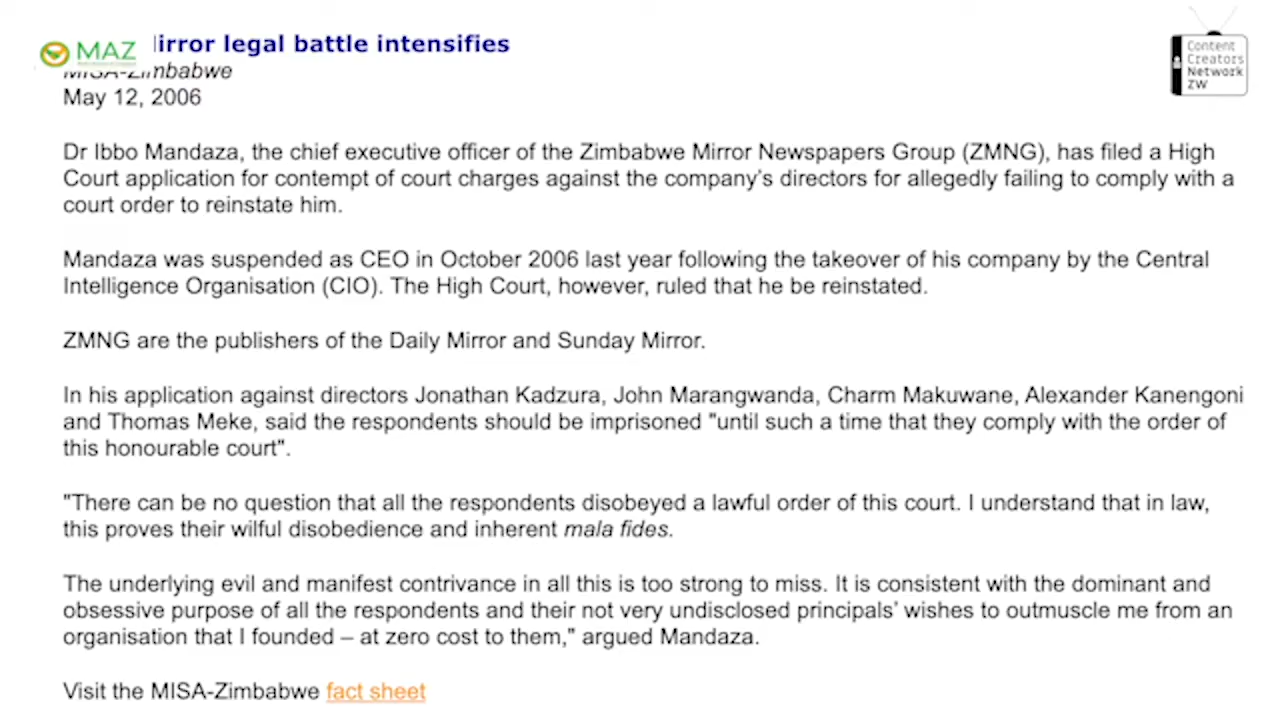 MAZ
irror legal battle intensifies
Content
Creators
Network
ZW
MISA-Zimbabwe
May 12, 2006
Dr Ibbo Mandaza, the chief executive officer of the Zimbabwe Mirror Newspapers Group (ZMNG), has filed a High
Court application for contempt of court charges against the company's directors for allegedly failing to comply with a
court order to reinstate him.
Mandaza was suspended as CEO in October 2006 last year following the takeover of his company by the Central
Intelligence Organisation (CIO). The High Court, however, ruled that he be reinstated.
ZMNG are the publishers of the Daily Mirror and Sunday Mirror.
In his application against directors Jonathan Kadzura, John Marangwanda, Charm Makuwane, Alexander Kanengoni
and Thomas Meke, said the respondents should be imprisoned "until such a time that they comply with the order of
this honourable court".
"There can be no question that all the respondents disobeyed a lawful order of this court. I understand that in law,
this proves their wilful disobedience and inherent mala fides.
The underlying evil and manifest contrivance in all this is too strong to miss. It is consistent with the dominant and
obsessive purpose of all the respondents and their not very undisclosed principals' wishes to outmuscle me from an
organisation that I founded – at zero cost to them," argued Mandaza.
Visit the MISA-Zimbabwe fact sheet